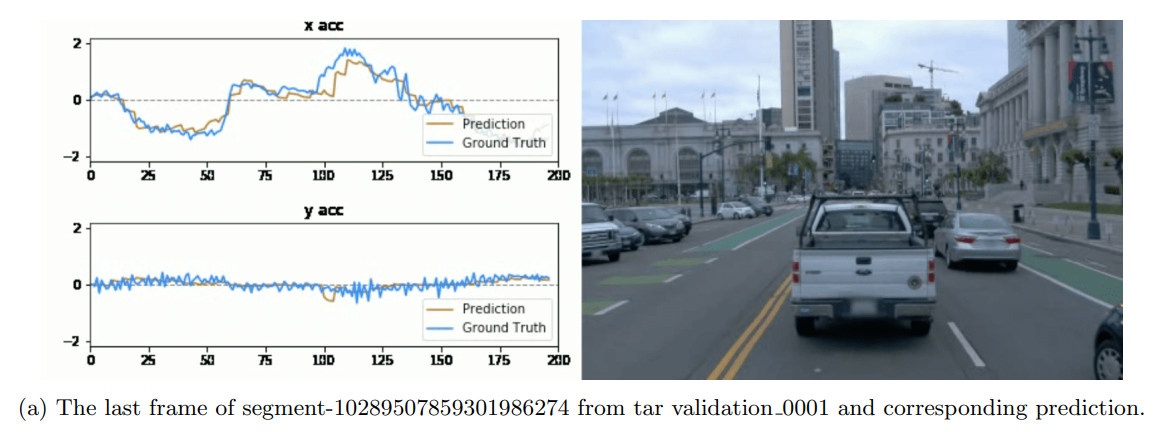 x acc
2
0
−2
Prediction
Ground Truth
0 25 50 75 100 125 150 175 200
y acc
2
0
−2
Prediction
Ground Truth
0 25 50 75 100 125 150 175 200
(a) The last frame of segment-10289507859301986274 from tar validation_0001 and corresponding prediction.